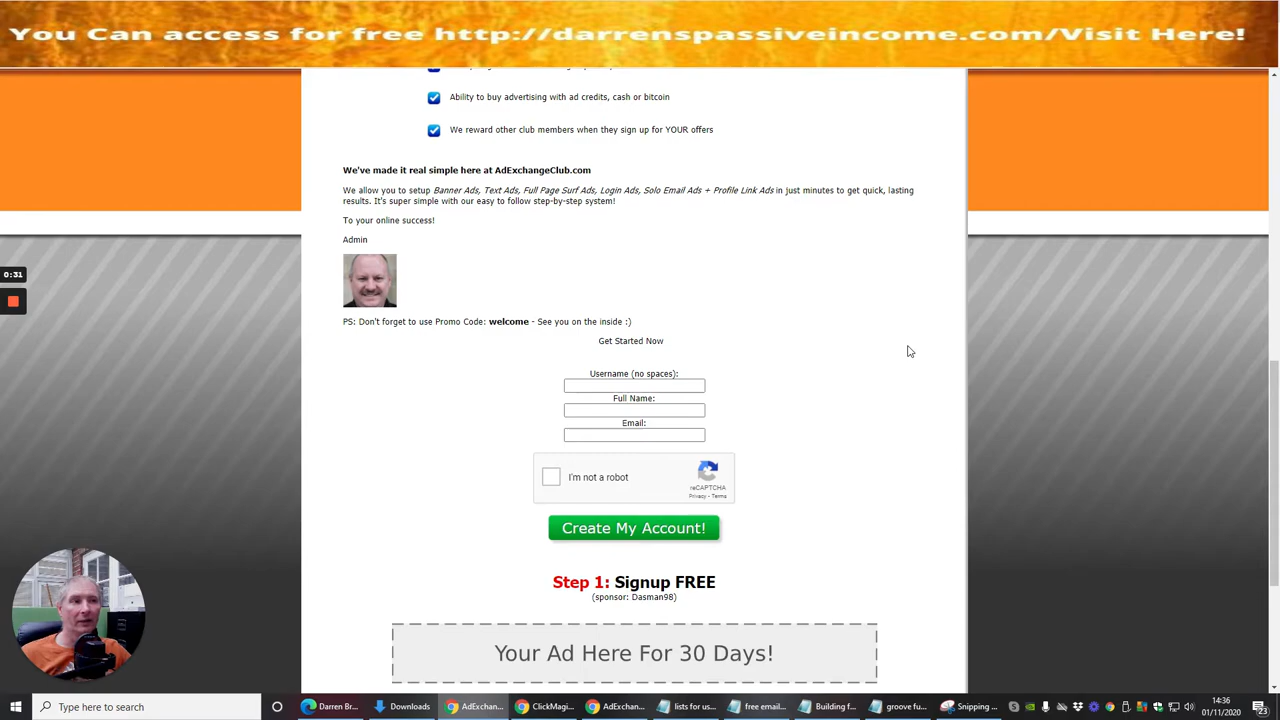 You Can access for free http://darrenspassiveincome.com/Visit Here!
Ability to buy advertising with ad credits, cash or bitcoin
We reward other club members when they sign up for YOUR offers
We've made it real simple here at AdExchangeClub.com
We allow you to setup Banner Ads, Text Ads, Full Page Surf Ads, Login Ads, Solo Email Ads + Profile Link Ads in just minutes to get quick, lasting
results. It's super simple with our easy to follow step-by-step system!
To your online success!
Admin
0:31
PS: Don't forget to use Promo Code: welcome - See you on the inside :)
Get Started Now
Username (no spaces):
Full Name:
Email:
I'm not a robot
reCAPTCHA
Privacy - Terms
Create My Account!
Step 1: Signup FREE
(sponsor: Dasman98)
Your Ad Here For 30 Days!
Type here to search
Darren Br...
Downloads
AdExchan...
ClickMagi...
AdExchan...
lists for us...
free email...
Building f...
groove fu...
Snipping ...
14:36
01/11/2020